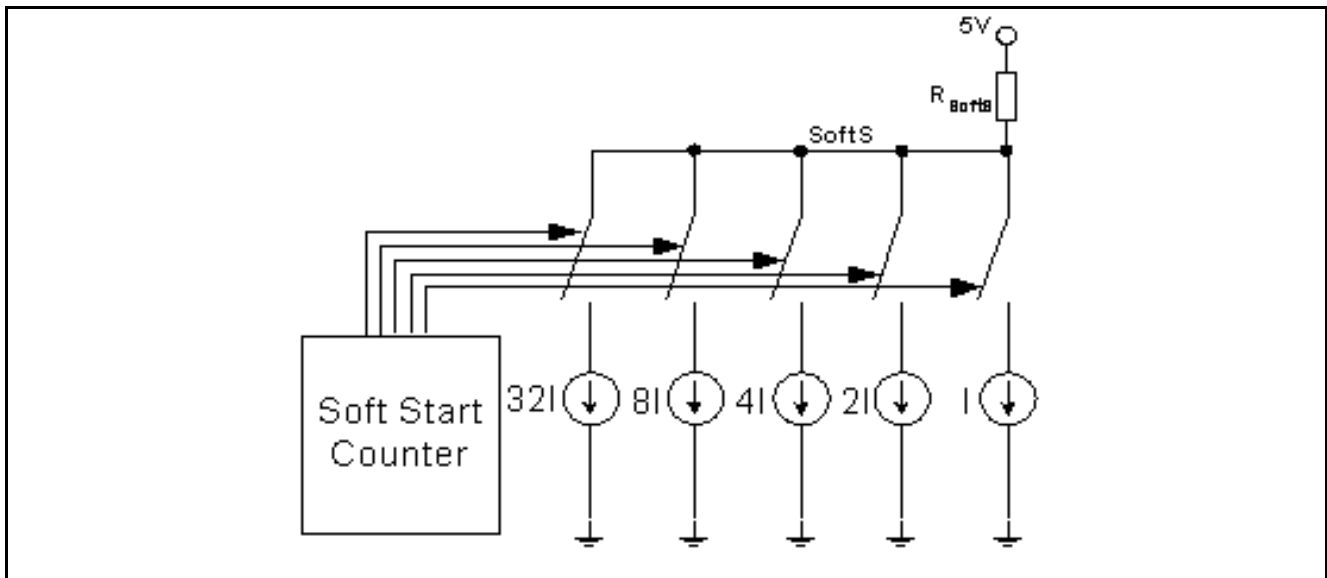 5V
R SoftS
SoftS
32I
8I
4I
2I
I
Soft Start
Counter